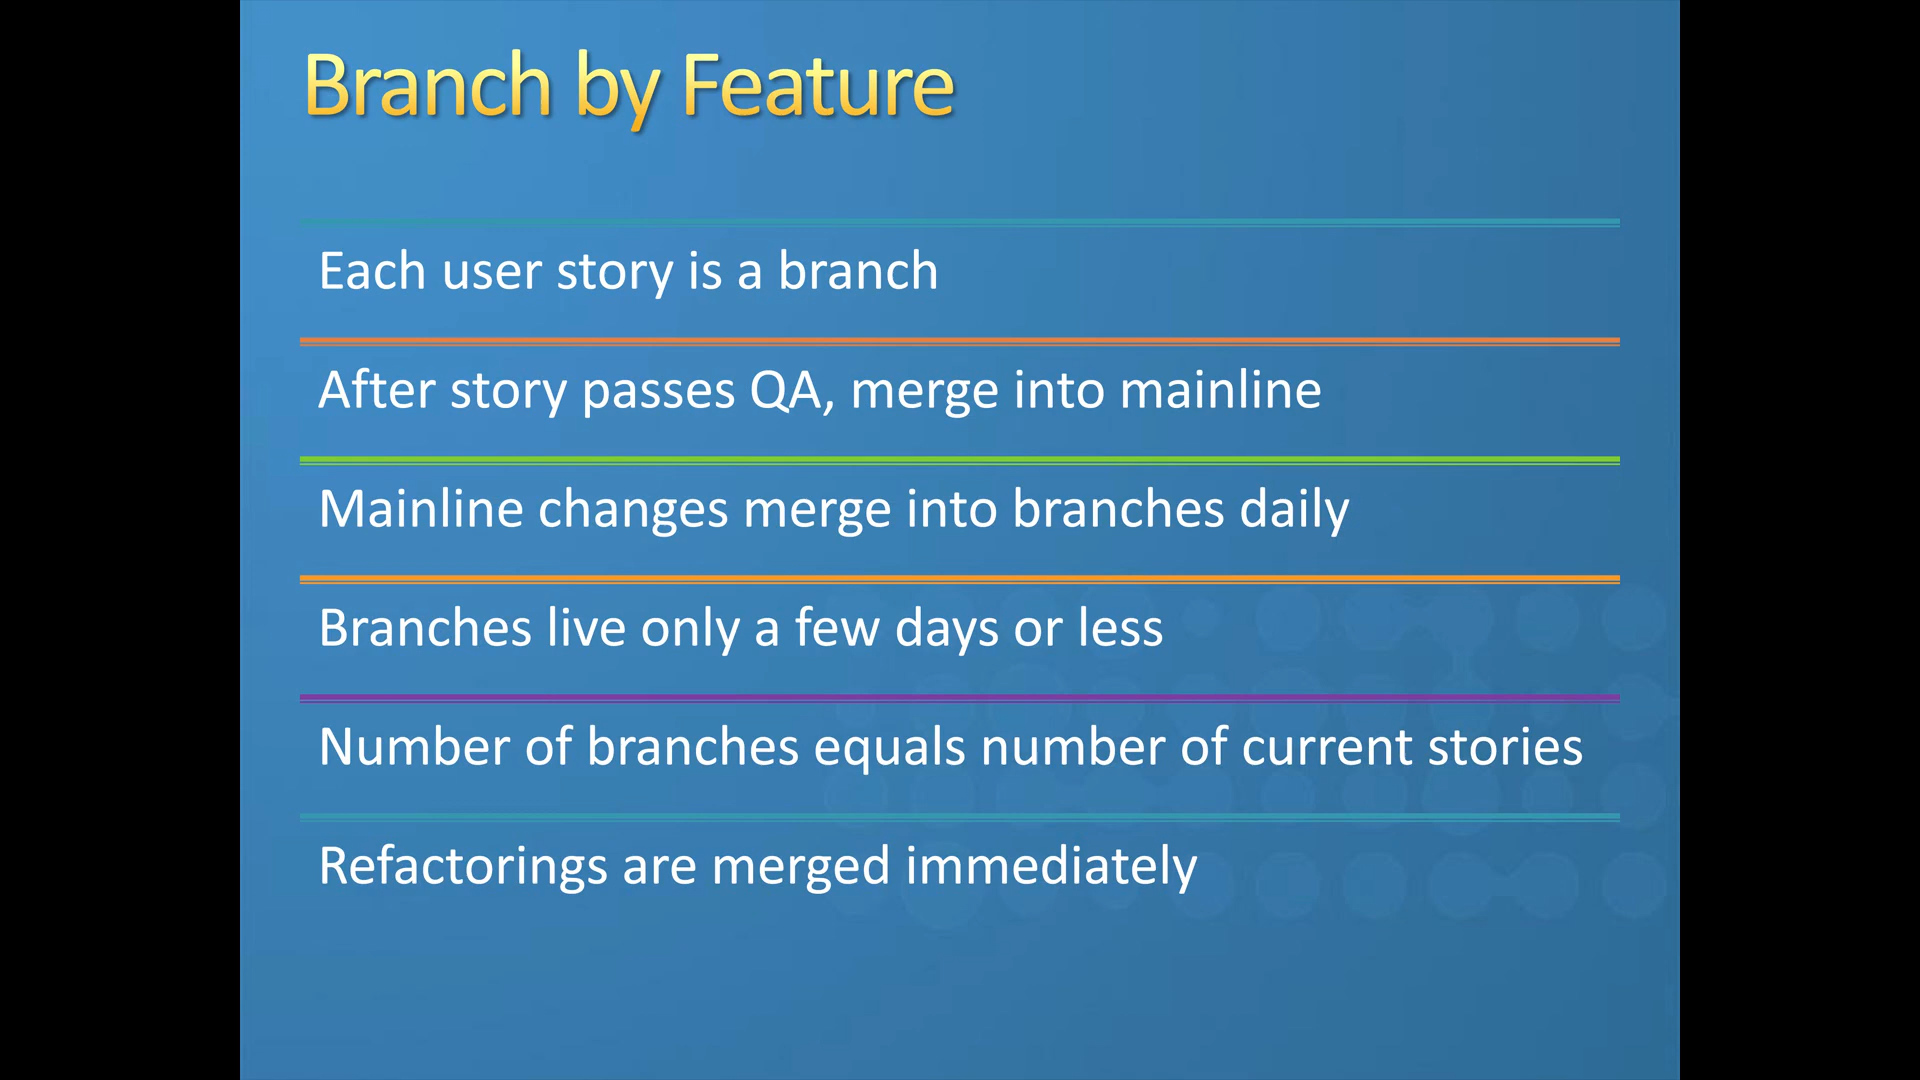 Branch by Feature
Each user story is a branch
After story passes QA, merge into mainline
Mainline changes merge into branches daily
Branches live only a few days or less
Number of branches equals number of current stories
Refactorings are merged immediately